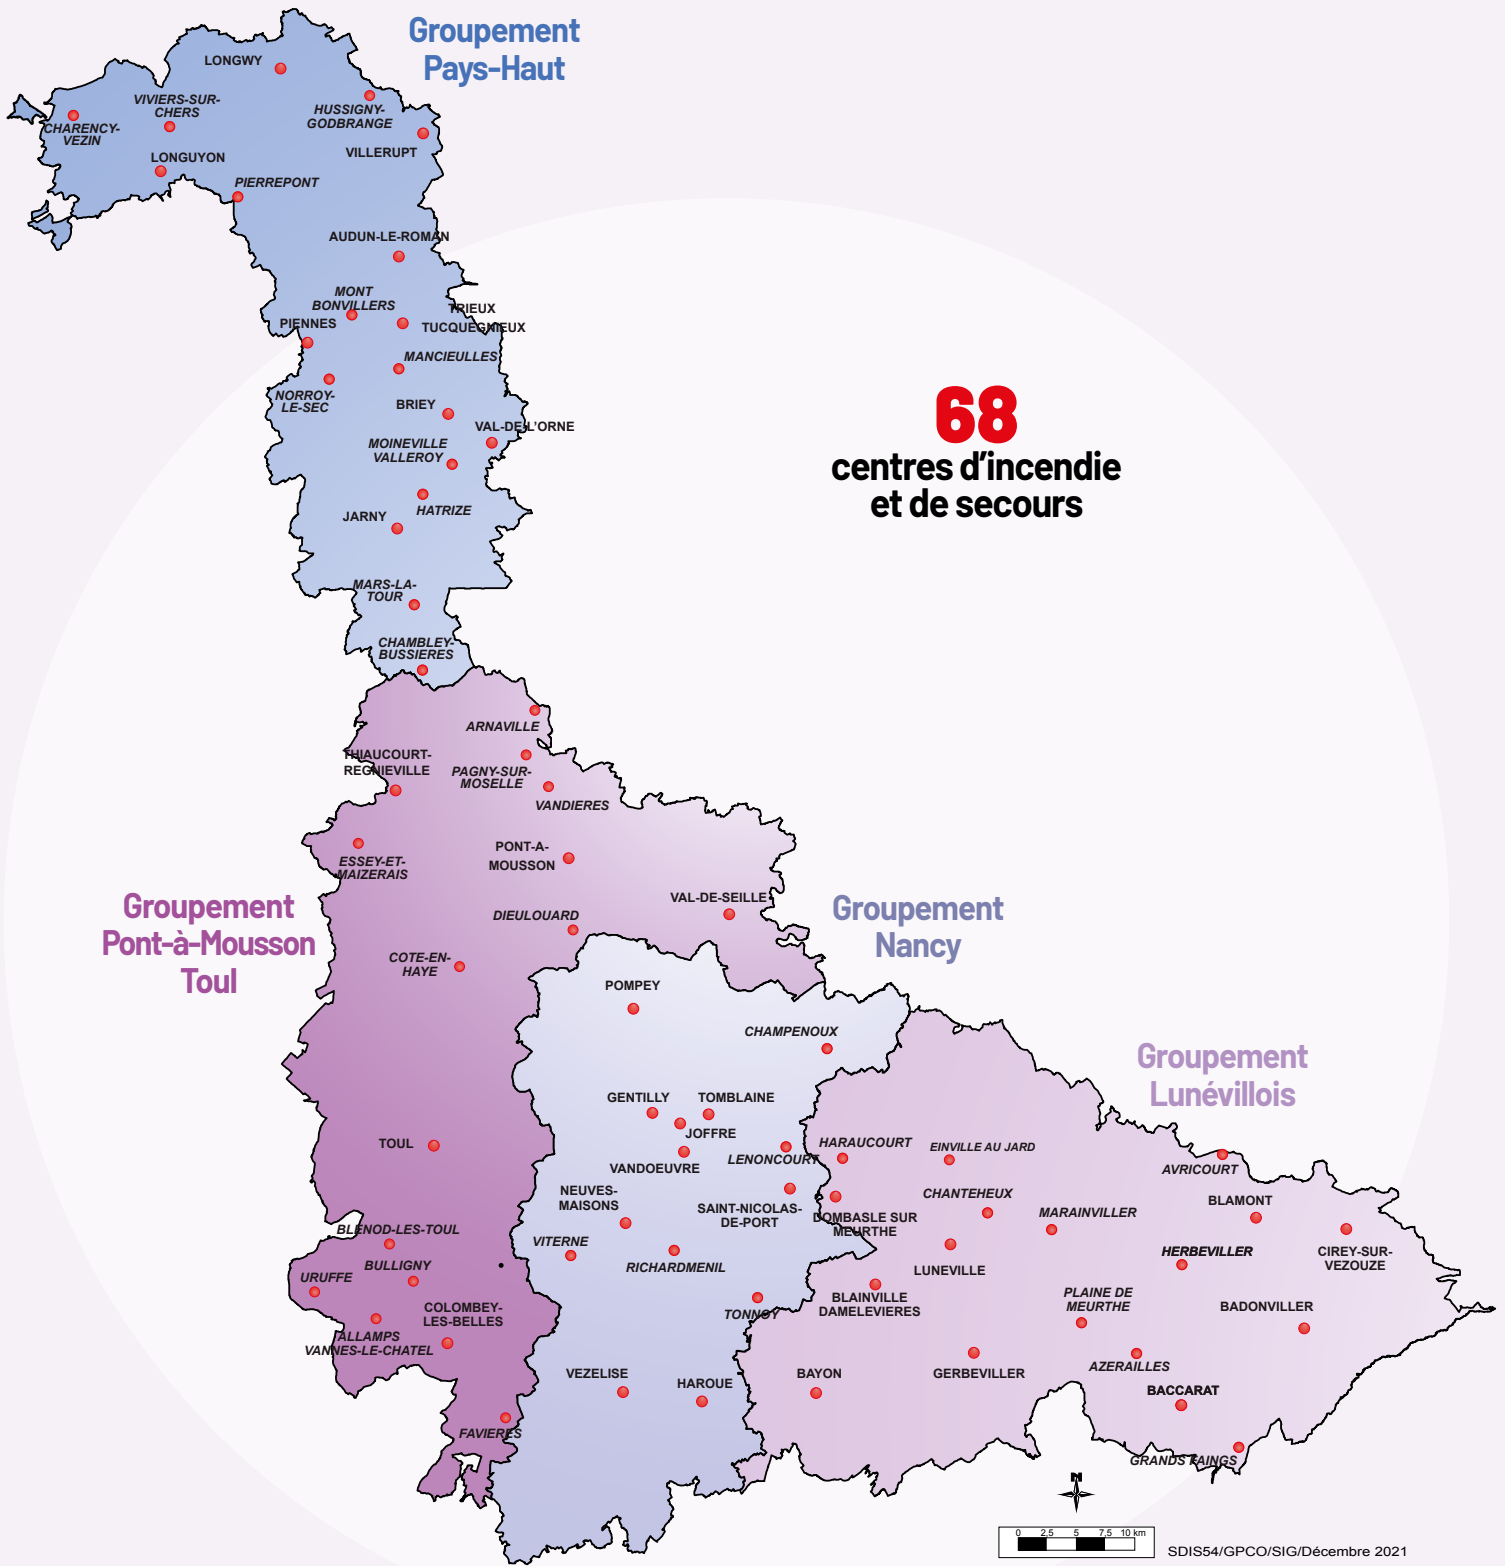 Groupement
Pays-Haut
LONGWY
VIVIERS-SUR-
CHERS
HUSSIGNY-
GODBRANGE
CHARENCY-
VEZIN
VILLERUPT
LONGUYON
PIERREPONT
AUDUN-LE-ROMAN
MONT
BONVILLERS
TRIEUX
TUCQUEGNIEUX
PIENNES
MANCIEULLES
NORROY-
LE-SEC
BRIEY
VAL-DE-L'ORNE
MOINEVILLE
VALLEROY
HATRIZE
JARNY
MARS-LA-
TOUR
CHAMBLEY-
BUSSIERES
68
centres d'incendie
et de secours
ARNAVILLE
THIAUCOURT-
REGNIEVILLE
PAGNY-SUR-
MOSELLE
VANDIERES
ESSEY-ET-
MAIZERAIS
PONT-A-
MOUSSON
VAL-DE-SEILLE
Groupement
Pont-à-Mousson
Toul
DIEULOUARD
COTE-EN-
HAYE
Groupement
Nancy
POMPEY
CHAMPENOUX
Groupement
Lunévillois
GENTILLY
TOMBLAINE
JOFFRE
VANDOEUVRE
LENONCOURT
HARAUCOURT
EINVILLE AU JARD
AVRICOURT
TOUL
NEUVES-
MAISONS
SAINT-NICOLAS-
DE-PORT
DOMBASLE SUR
MEURTHE
CHANTEHEUX
MARAINVILLER
BLAMONT
BLENOD-LES-TOUL
BULLIGNY
URUFFE
VITERNE
RICHARDMENIL
LUNEVILLE
HERBEVILLER
CIREY-SUR-
VEZOUZE
COLOMBEY-
LES-BELLES
ALLAMPS
VANNES-LE-CHATEL
TONNOY
BLAINVILLE
DAMELEVIERES
PLAINE DE
MEURTHE
BADONVILLER
VEZELISE
HAROUE
BAYON
GERBEVILLER
AZERAILLES
BACCARAT
FAVIERES
GRANDS FAINGS
N
0 2,5 5 7,5 10 km
SDIS54/GPCO/SIG/Décembre 2021